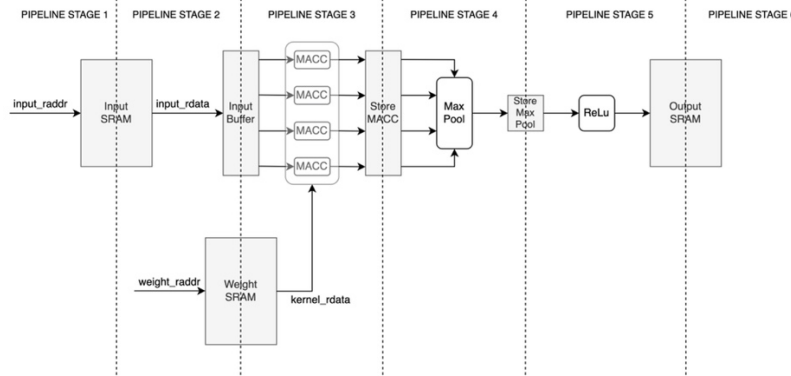 PIPELINE STAGE 1
PIPELINE STAGE 2
PIPELINE STAGE 3
PIPELINE STAGE 4
PIPELINE STAGE 5
PIPELINE STAGE
input_raddr
Input
SRAM
input_rdata
Input
Buffer
MACC
MACC
MACC
MACC
Store
MACC
Max
Pool
Store
Max
Pool
ReLu
Output
SRAM
weight_raddr
Weight
SRAM
kernel_rdata